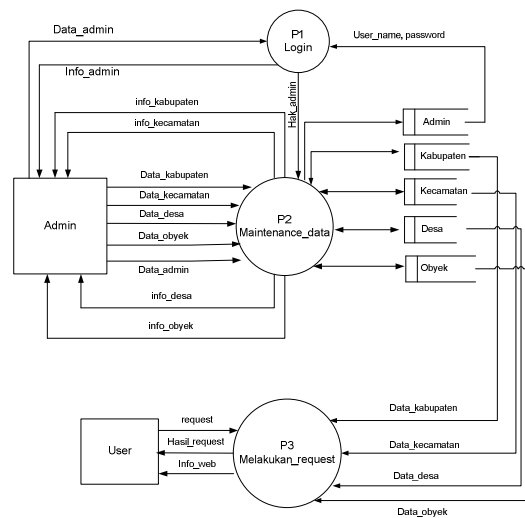 Data_admin
P1
Login
User_name, password
Info_admin
Hak_admin
info_kabupaten
info_kecamatan
Admin
Kabupaten
Kecamatan
Desa
Obyek
Data_kabupaten
Data_kecamatan
Data_desa
Data_obyek
Data_admin
Admin
P2
Maintenance_data
info_desa
info_obyek
User
request
Hasil_request
Info_web
P3
Melakukan_request
Data_kabupaten
Data_kecamatan
Data_desa
Data_obyek